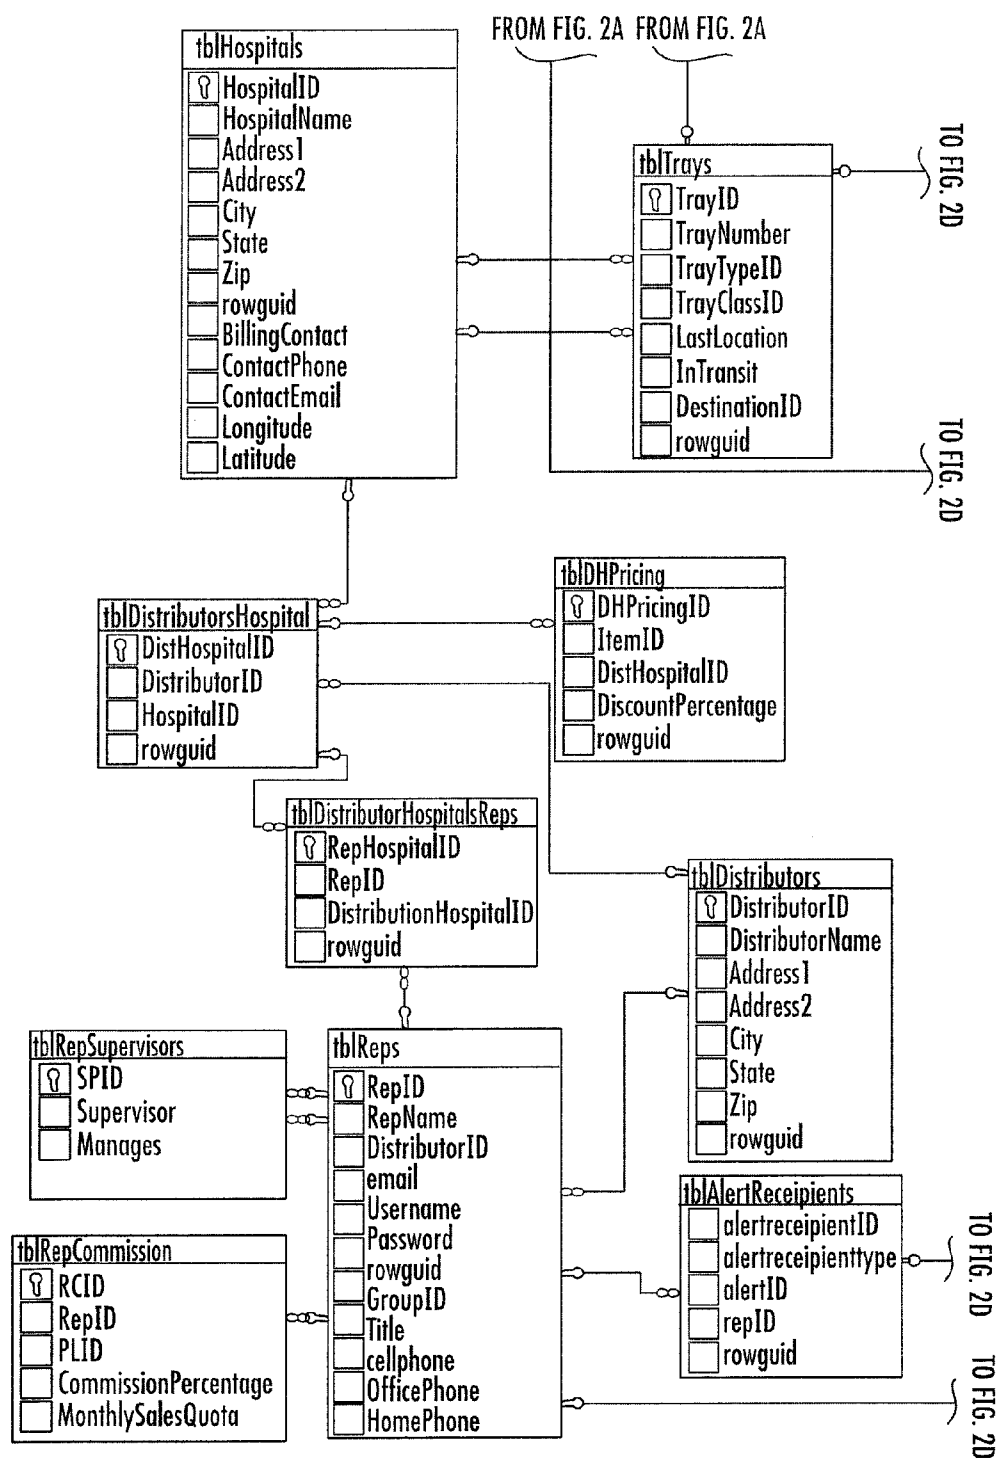 FROM FIG. 2A FROM FIG. 2A
tblHospitals
HospitalID
HospitalName
Address1
Address2
City
State
Zip
rowguid
BillingContact
ContactPhone
ContactEmail
Longitude
Latitude
tblTrays
TrayID
TrayNumber
TrayTypeID
TrayClassID
LastLocation
InTransit
DestinationID
rowguid
TO FIG. 2D
TO FIG. 2D
tblDistributorsHospital
DistHospitalID
DistributorID
HospitalID
rowguid
tblDHPricing
DHPricingID
ItemID
DistHospitalID
DiscountPercentage
rowguid
tblDistributorHospitalsReps
RepHospitalID
RepID
DistributionHospitalID
rowguid
tblDistributors
DistributorID
DistributorName
Address1
Address2
City
State
Zip
rowguid
tblRepSupervisors
SPID
Supervisor
Manages
tblReps
RepID
RepName
DistributorID
email
Username
Password
rowguid
GroupID
Title
cellphone
OfficePhone
HomePhone
tblAlertReceipients
alertreceipientID
alertreceipienttype
alertID
repID
rowguid
TO FIG. 2D
TO FIG. 2D
tblRepCommission
RCID
RepID
PLID
CommissionPercentage
MonthlySalesQuota